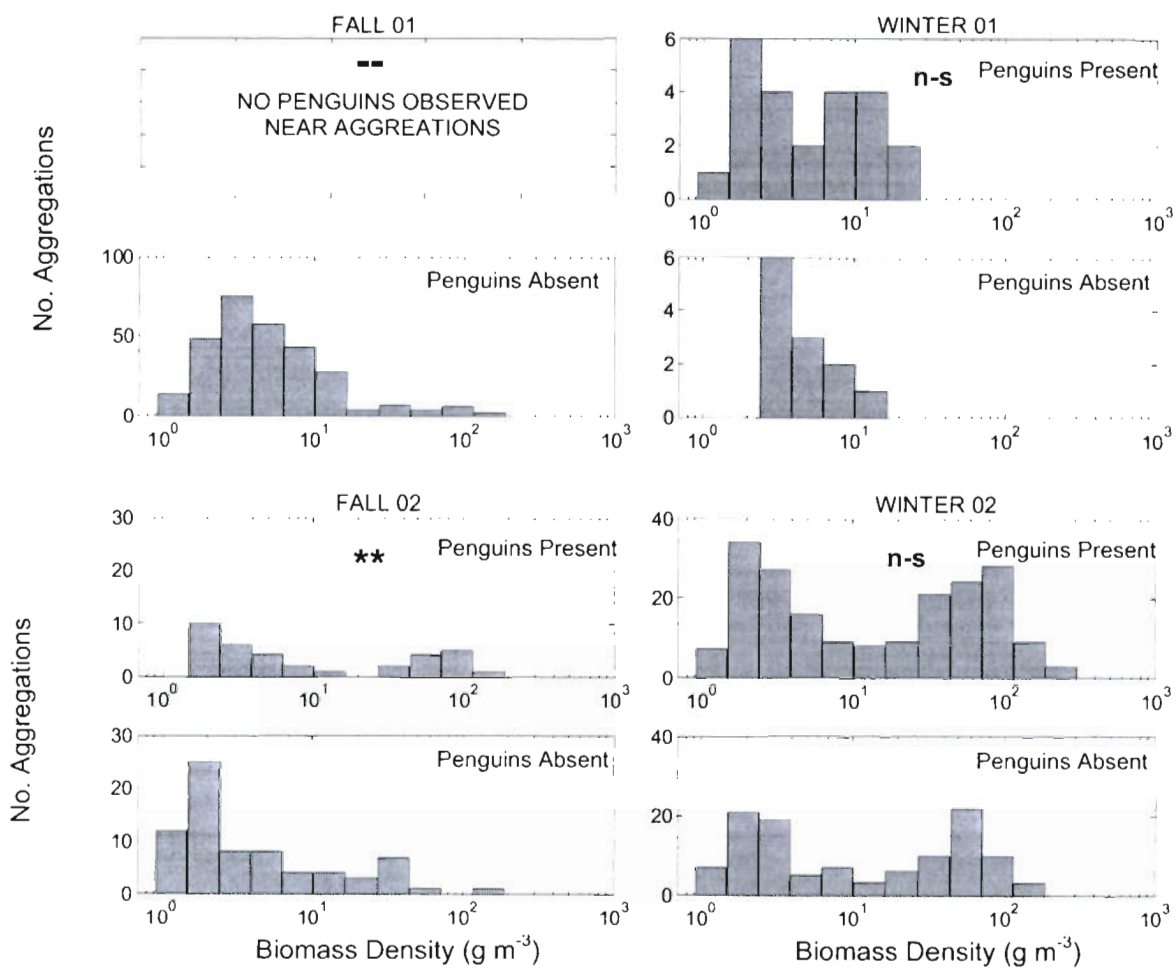 FALL 01
--
NO PENGUINS OBSERVED
NEAR AGGREATIONS
WINTER 01
n-s
Penguins Present
6
4
2
0
10^0
10^1
10^2
10^3
No. Aggregations
100
50
0
Penguins Absent
10^0
10^1
10^2
10^3
6
4
2
0
Penguins Absent
10^0
10^1
10^2
10^3
FALL 02
30
20
10
0
**
Penguins Present
10^0
10^1
10^2
10^3
WINTER 02
40
20
0
n-s
Penguins Present
10^0
10^1
10^2
10^3
No. Aggregations
30
20
10
0
Penguins Absent
10^0
10^1
10^2
10^3
Biomass Density (g m^-3)
40
20
0
Penguins Absent
10^0
10^1
10^2
10^3
Biomass Density (g m^-3)